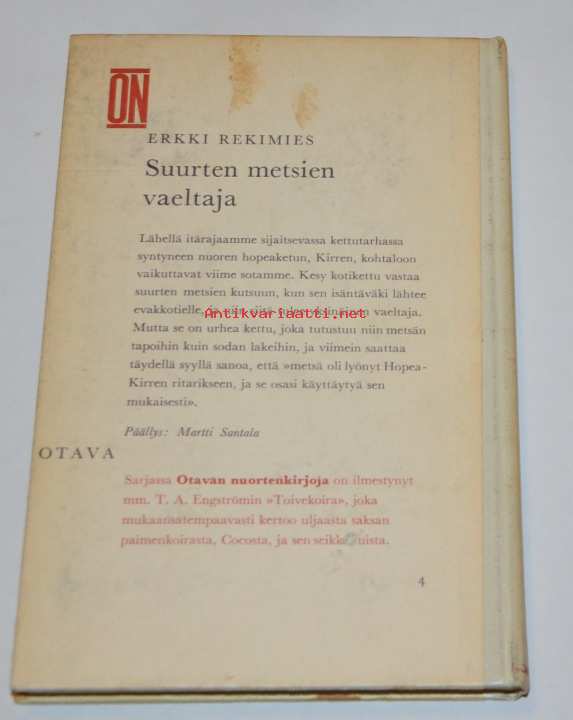 ON
ERKKI REKIMIES
Suurten metsien
vaeltaja
Lähellä itärajaamme sijaitsevassa kettutarhassa
syntyneen nuoren hopeaketun, Kirren, kohtaloon
vaikuttavat viime sotamme. Kesy kotikettu vastaa
suurten metsien kutsuun, kun sen isäntäväki lähtee
evakkotielle, vaeltaja.
Antikvariaatti.net
Mutta se on urhea kettu, joka tutustuu niin metsän
tapoihin kuin sodan lakeihin, ja viimein saattaa
täydellä syyllä sanoa, että »metsä oli lyönyt Hopea-
Kirren ritarikseen, ja se osasi käyttäytyä sen
mukaisesti».
Päällys: Martti Santala
OTAVA
Sarjassa Otavan nuortenkirjoja on ilmestynyt
mm. T. A. Engströmin »Toivekoira», joka
mukaansatempaavasti kertoo uljaasta saksan
paimenkoirasta, Cocosta, ja sen
4